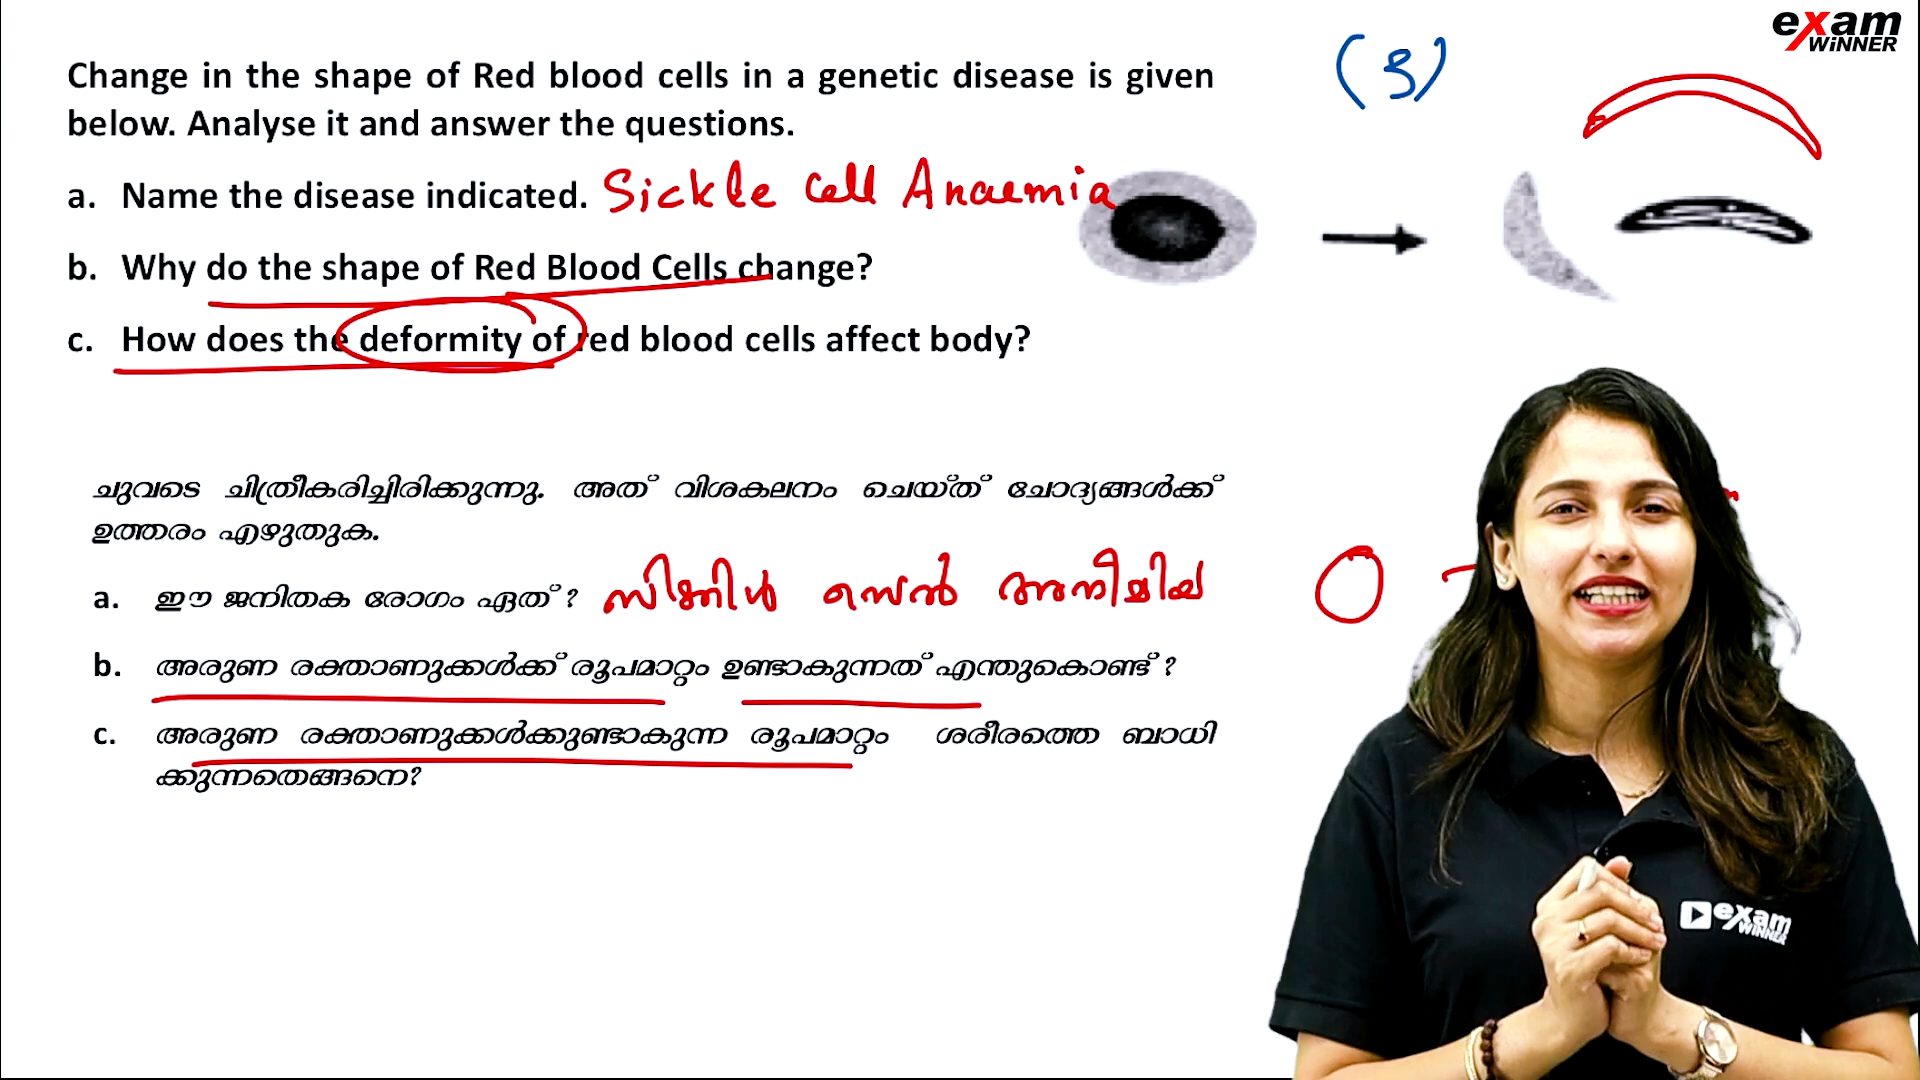 exam
WiNNER
(3)
Change in the shape of Red blood cells in a genetic disease is given
below. Analyse it and answer the questions.
a. Name the disease indicated. Sickle Cell Anaemia
b. Why do the shape of Red Blood Cells change?
c. How does the deformity of red blood cells affect body?
ചുവടെ ചിത്രീകരിച്ചിരിക്കുന്നു. അത് വിശകലനം ചെയ്ത് ചോദ്യങ്ങൾക്ക്
ഉത്തരം എഴുതുക.
a. ഈ ജനിതക രോഗം ഏത് ? സിക്കിൾ സെൽ അനീമിയ
b. അരുണ രക്താണുക്കൾക്ക് രൂപമാറ്റം ഉണ്ടാകുന്നത് എന്തുകൊണ്ട് ?
c. അരുണ രക്താണുക്കൾക്കുണ്ടാകുന്ന രൂപമാറ്റം ശരീരത്തെ ബാധി
ക്കുന്നതെങ്ങനെ?
exam
WiNNER